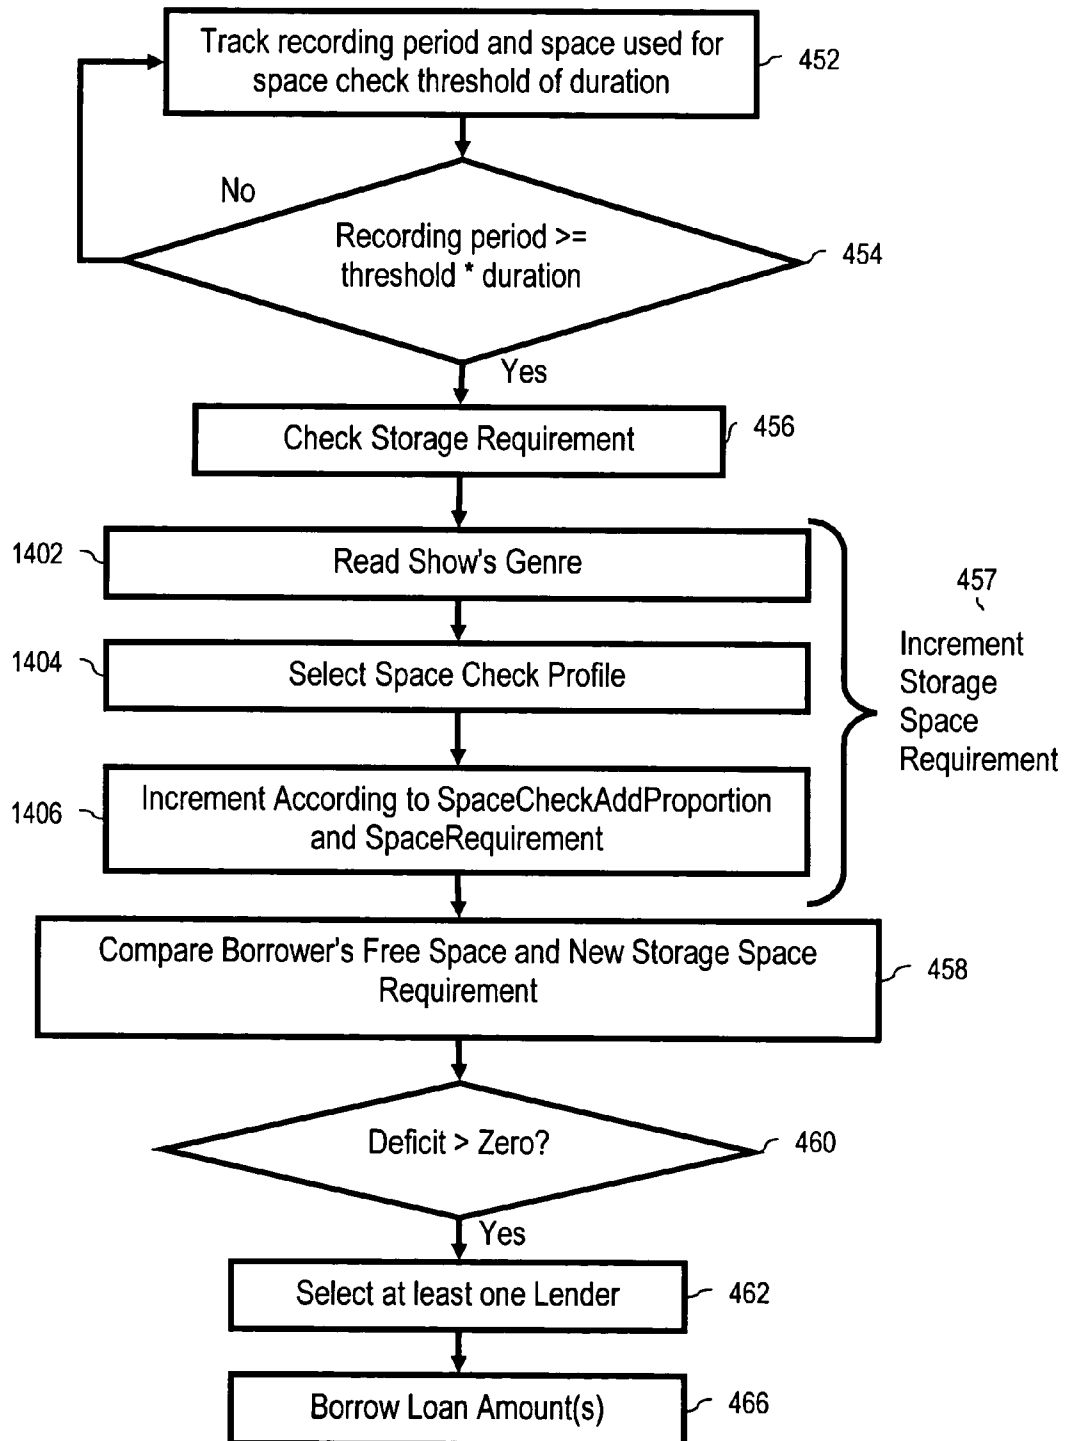 Track recording period and space used for
space check threshold of duration
452
No
Recording period >=
threshold * duration
454
Yes
Check Storage Requirement
456
1402
Read Show's Genre
457
Increment
Storage
Space
Requirement
1404
Select Space Check Profile
1406
Increment According to SpaceCheckAddProportion
and SpaceRequirement
Compare Borrower's Free Space and New Storage Space
Requirement
458
Deficit > Zero?
460
Yes
Select at least one Lender
462
Borrow Loan Amount(s)
466